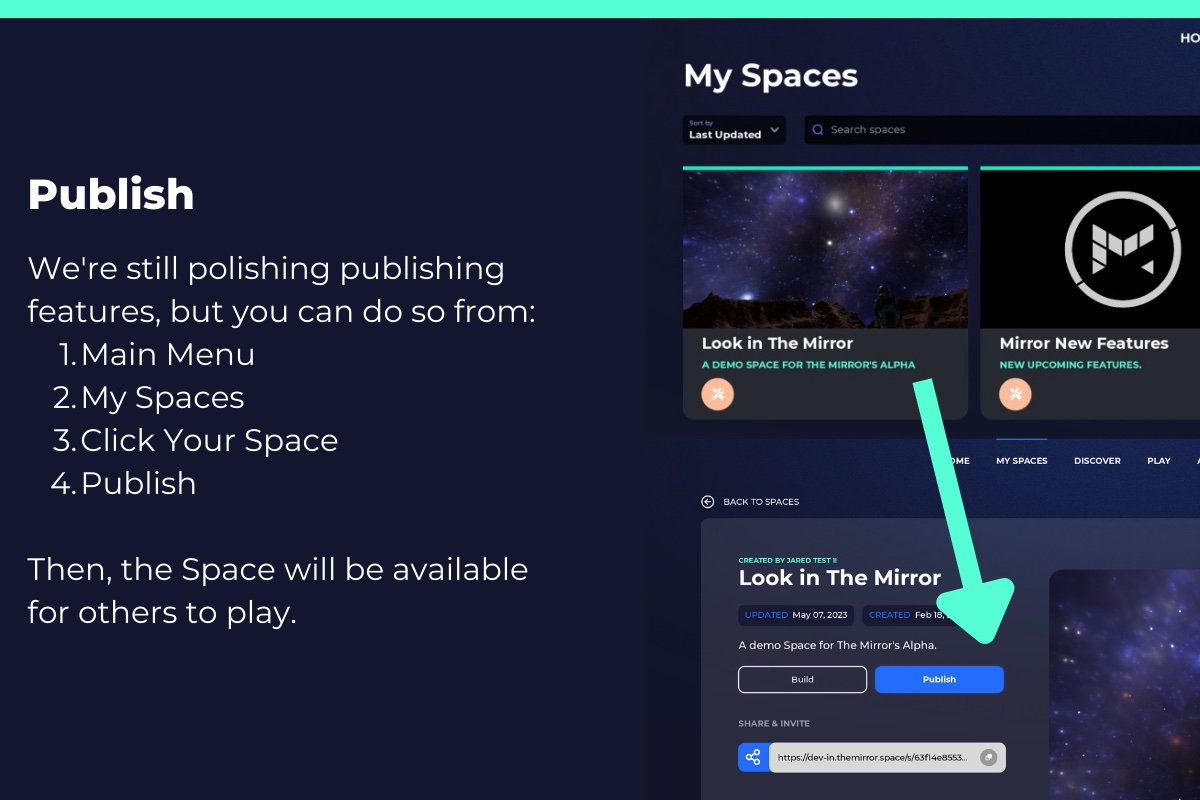 Publish
We're still polishing publishing
features, but you can do so from:
1. Main Menu
2. My Spaces
3. Click Your Space
4. Publish
Then, the Space will be available
for others to play.
HO
My Spaces
Sort by
Last Updated
Search spaces
Look in The Mirror
A DEMO SPACE FOR THE MIRROR'S ALPHA
Mirror New Features
NEW UPCOMING FEATURES.
OME MY SPACES DISCOVER PLAY
BACK TO SPACES
CREATED BY JARED TEST 11
Look in The Mirror
UPDATED May 07, 2023 CREATED Feb 18,
A demo Space for The Mirror's Alpha.
Build Publish
SHARE & INVITE
https://dev-in.themirror.space/s/63f14e8553...